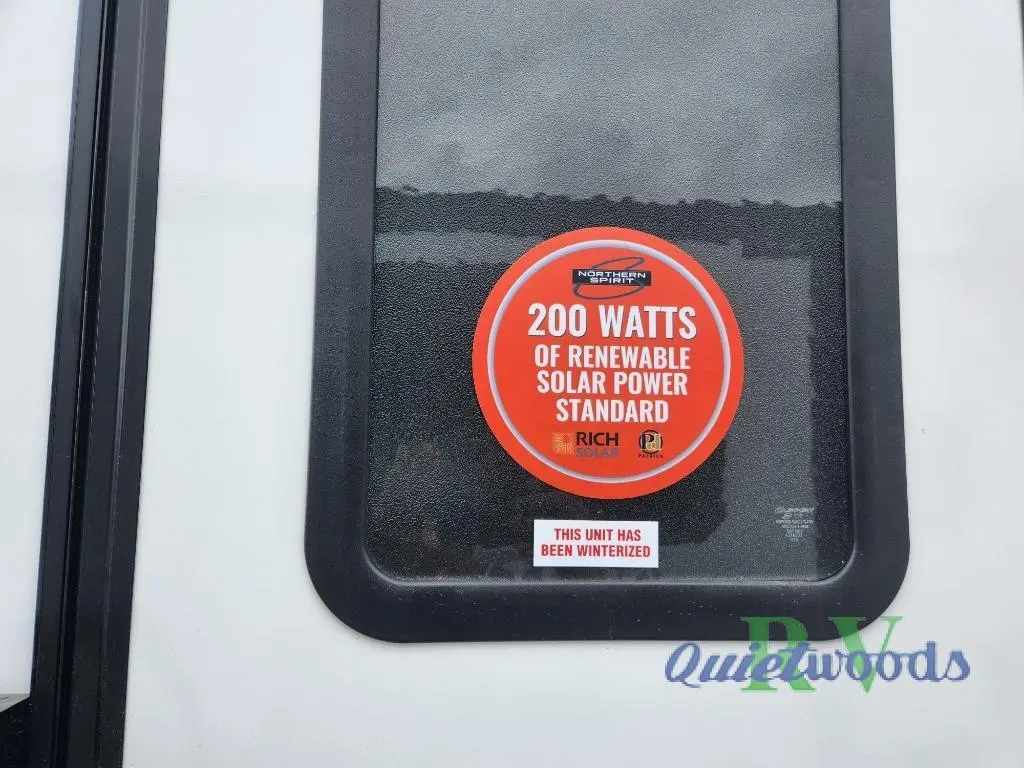 NORTHERN
SPIRIT
200 WATTS
OF RENEWABLE
SOLAR POWER
STANDARD
RICH
SOLAR
PATRICK
THIS UNIT HAS
BEEN WINTERIZED
RV
Quietwoods